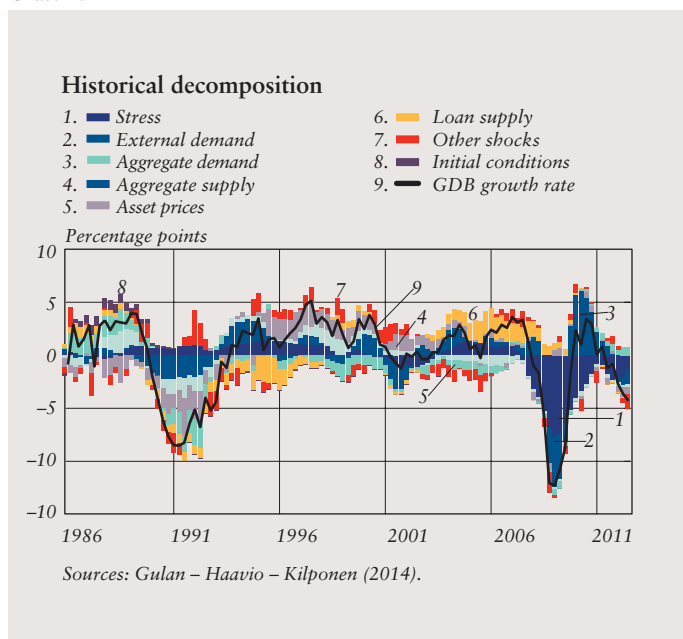 Historical decomposition
1. Stress
2. External demand
3. Aggregate demand
4. Aggregate supply
5. Asset prices
6. Loan supply
7. Other shocks
8. Initial conditions
9. GDB growth rate
Percentage points
10
5
0
−5
−10
−10
8
7
9
4
6
3
5
1
2
1986 1991 1996 2001 2006 2011
Sources: Gulan – Haavio – Kilponen (2014).